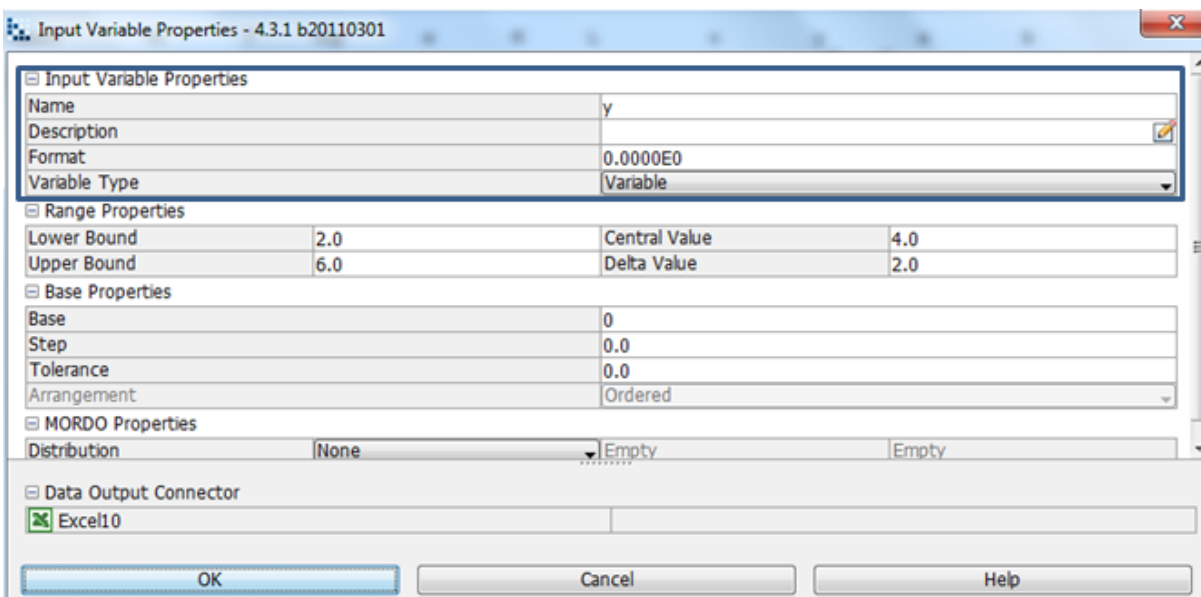 Input Variable Properties - 4.3.1 b20110301
Input Variable Properties
Name y
Description
Format 0.0000E0
Variable Type Variable
Range Properties
Lower Bound 2.0 Central Value 4.0
Upper Bound 6.0 Delta Value 2.0
Base Properties
Base 0
Step 0.0
Tolerance 0.0
Arrangement Ordered
MORDO Properties
Distribution None Empty Empty
Data Output Connector
Excel10
OK Cancel Help